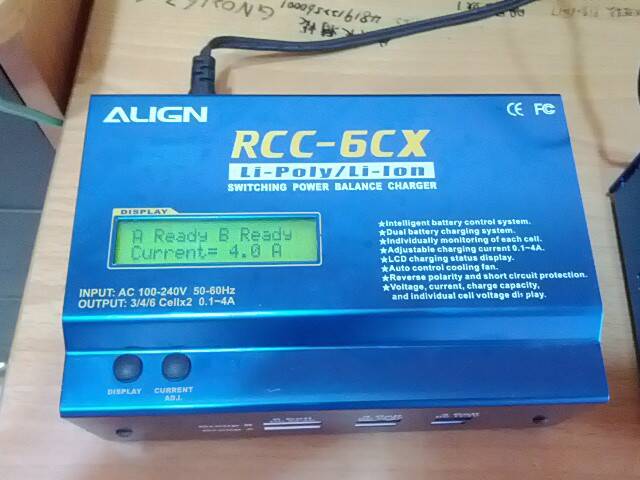 ALIGN
CE FC
RCC-6CX
Li-Poly/Li-Ion
SWITCHING POWER BALANCE CHARGER
DISPLAY
A Ready B Ready
Current= 4.0 A
★Intelligent battery control system.
★Dual battery charging system.
★Individually monitoring of each cell.
★Adjustable charging current 0.1~4A.
★LCD charging status display.
★Auto control cooling fan.
★Reverse polarity and short circuit protection.
★Voltage, current, charge capacity,
and individual cell voltage display.
INPUT: AC 100-240V 50-60Hz
OUTPUT: 3/4/6 Cellx2 0.1~4A
DISPLAY
CURRENT
ADJ.